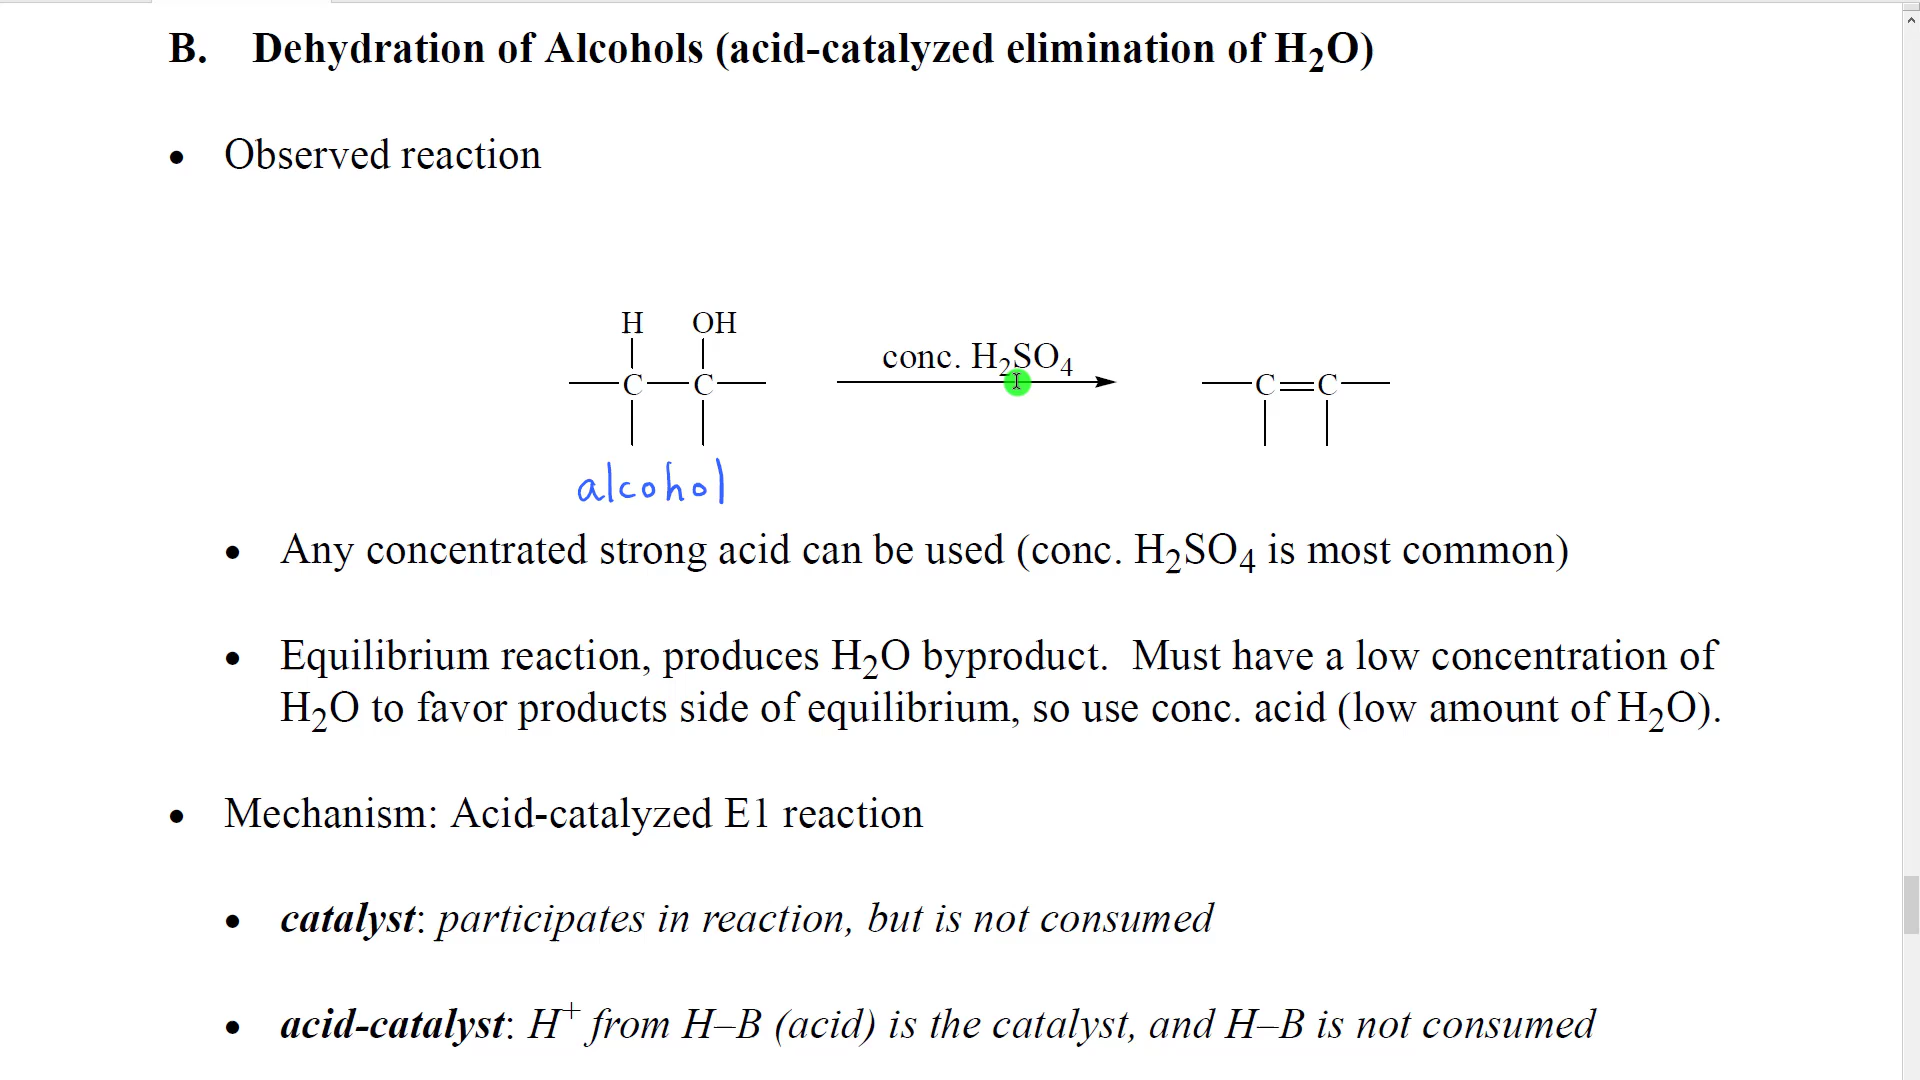 B. Dehydration of Alcohols (acid-catalyzed elimination of H₂O)
• Observed reaction
H OH
conc. H₂SO₄
C C
C C
alcohol
• Any concentrated strong acid can be used (conc. H₂SO₄ is most common)
• Equilibrium reaction, produces H₂O byproduct. Must have a low concentration of
H₂O to favor products side of equilibrium, so use conc. acid (low amount of H₂O).
• Mechanism: Acid-catalyzed E1 reaction
• catalyst: participates in reaction, but is not consumed
• acid-catalyst: H⁺ from H–B (acid) is the catalyst, and H–B is not consumed